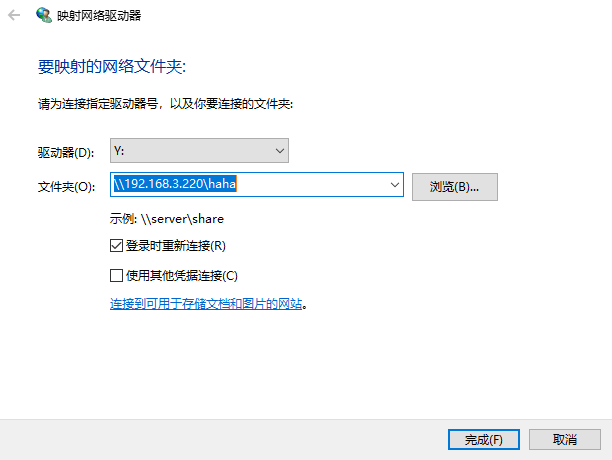 映射网络驱动器
要映射的网络文件夹:
请为连接指定驱动器号，以及你要连接的文件夹:
驱动器(D): Y:
文件夹(O): \\192.168.3.220\haha 浏览(B)...
示例: \\server\share
登录时重新连接(R)
使用其他凭据连接(C)
连接到可用于存储文档和图片的网站。
完成(F) 取消